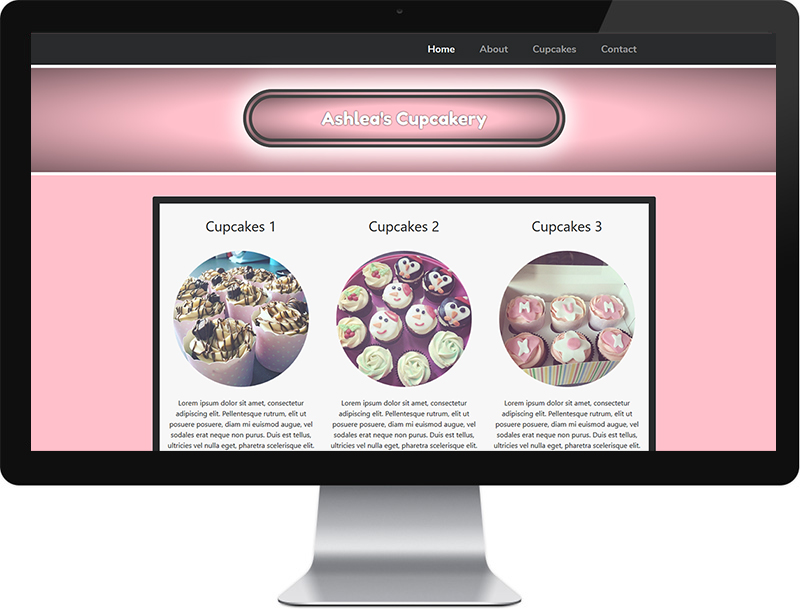 Home About Cupcakes Contact
Ashlea's Cupcakery
Cupcakes 1 Cupcakes 2 Cupcakes 3
M U M
X X
Lorem ipsum dolor sit amet, consectetur
adipiscing elit. Pellentesque rutrum, elit ut
posuere posuere, diam mi euismod augue, vel
sodales erat neque non purus. Duis est tellus,
ultricies vel nulla eget, pharetra scelerisque elit.
Lorem ipsum dolor sit amet, consectetur
adipiscing elit. Pellentesque rutrum, elit ut
posuere posuere, diam mi euismod augue, vel
sodales erat neque non purus. Duis est tellus,
ultricies vel nulla eget, pharetra scelerisque elit.
Lorem ipsum dolor sit amet, consectetur
adipiscing elit. Pellentesque rutrum, elit ut
posuere posuere, diam mi euismod augue, vel
sodales erat neque non purus. Duis est tellus,
ultricies vel nulla eget, pharetra scelerisque elit.